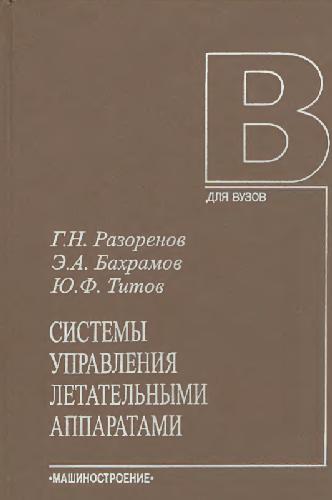 В
ДЛЯ ВУЗОВ
Г.Н. Разоренов
Э.А. Бахрамов
Ю.Ф. Титов
СИСТЕМЫ
УПРАВЛЕНИЯ
ЛЕТАТЕЛЬНЫМИ
АППАРАТАМИ
«МАШИНОСТРОЕНИЕ»